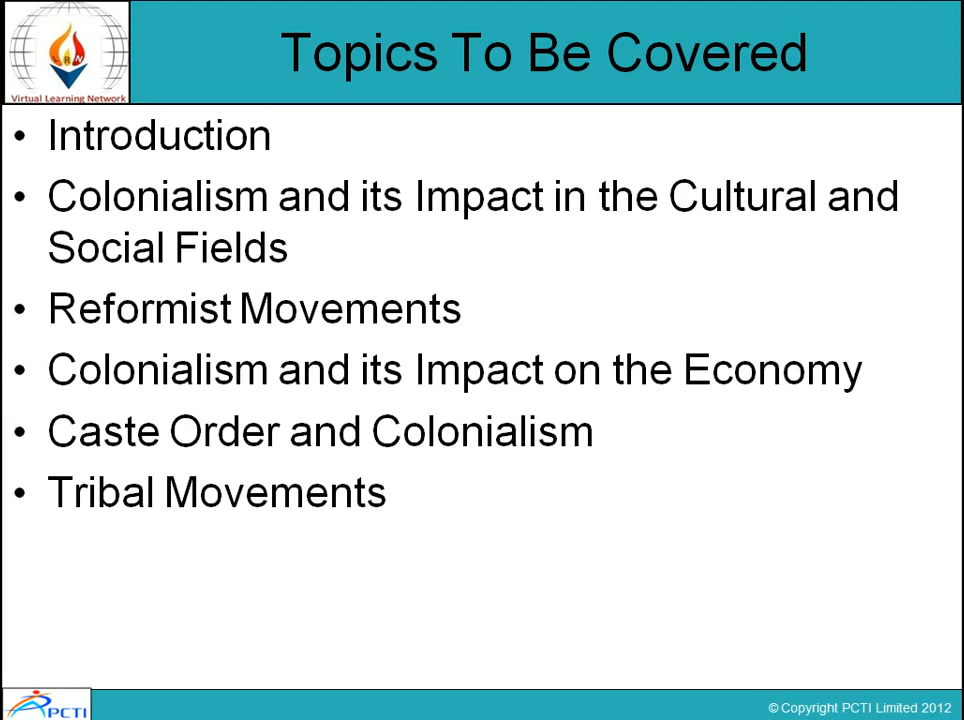 Topics To Be Covered
Virtual Learning Network
• Introduction
• Colonialism and its Impact in the Cultural and
Social Fields
• Reformist Movements
• Colonialism and its Impact on the Economy
• Caste Order and Colonialism
• Tribal Movements
PCTI
© Copyright PCTI Limited 2012